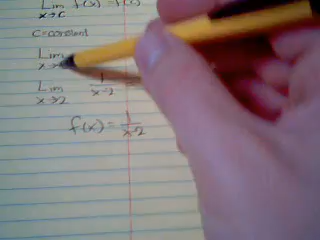 Lim f(x) = f(c)
x→c
c = constant
Lim
x→
Lim 1/x-2 =
x→2
f(x) = 1/x-2